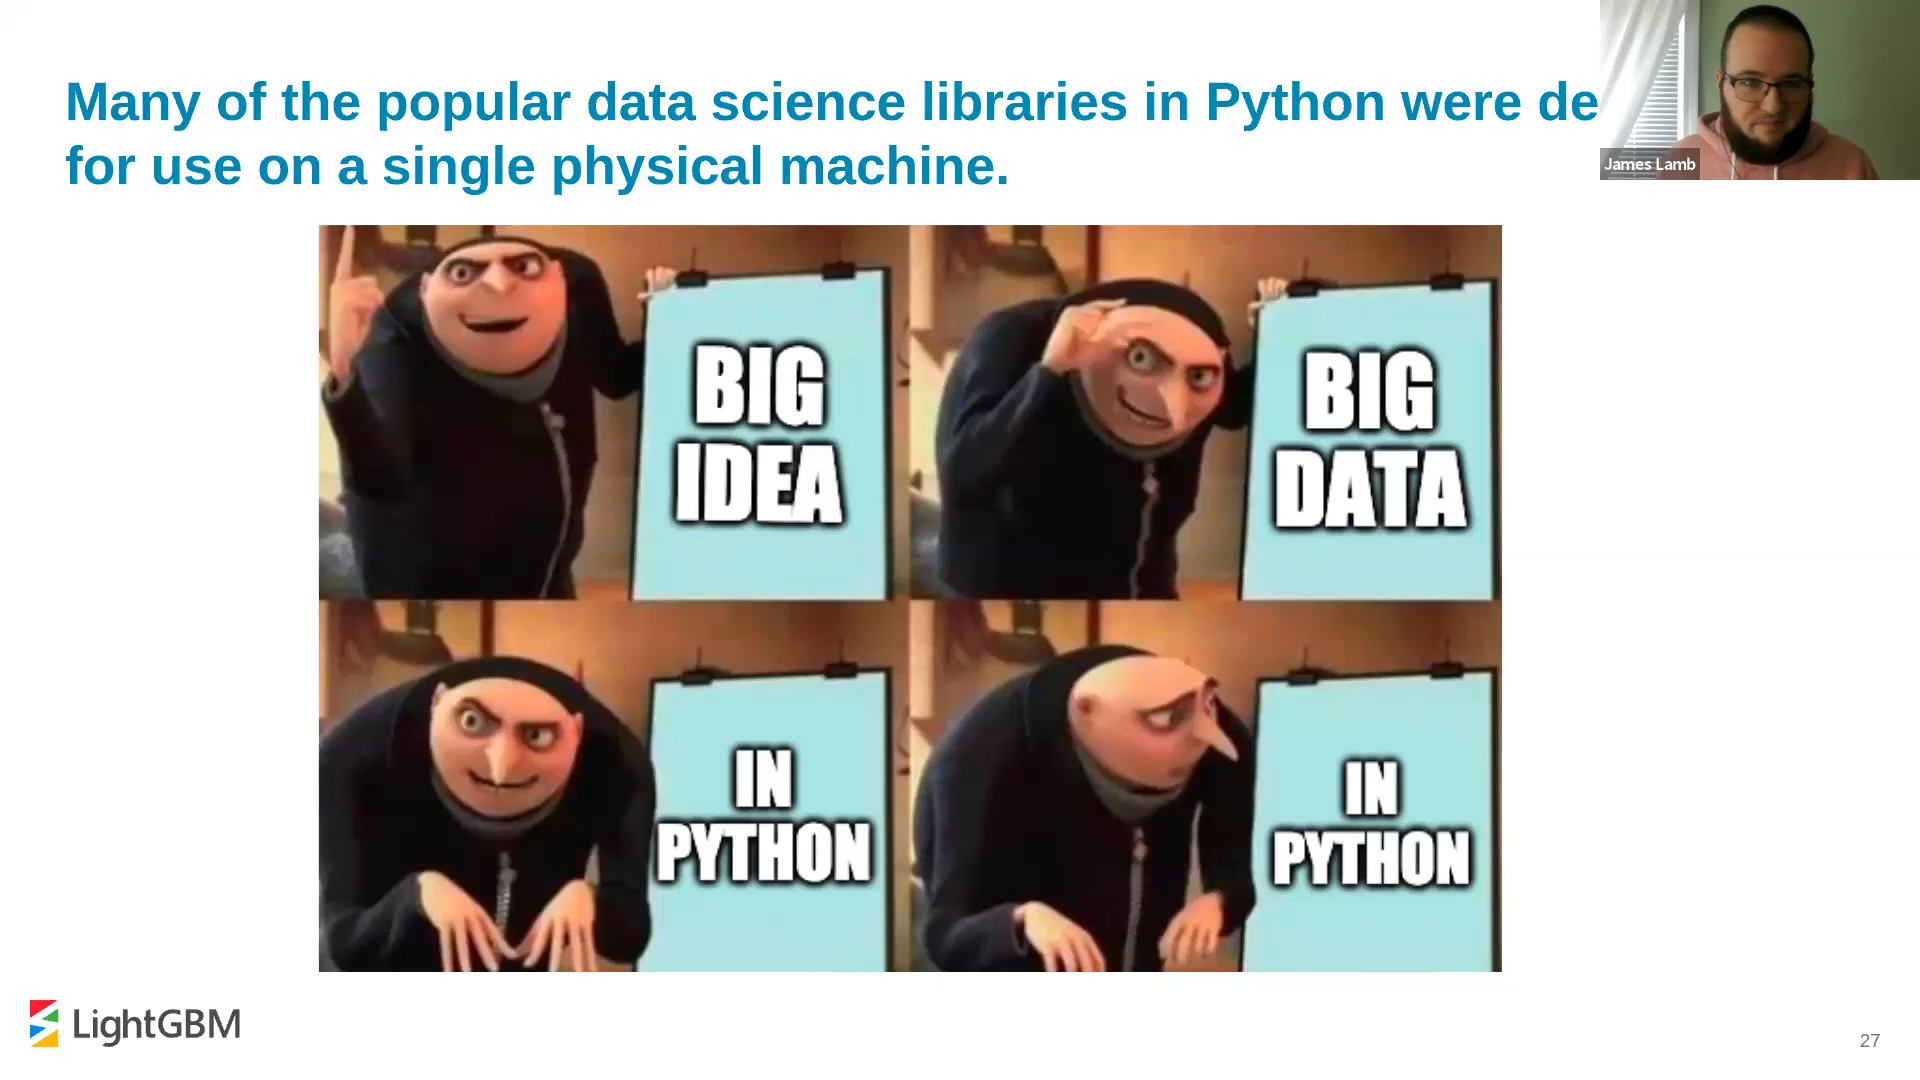 Many of the popular data science libraries in Python were de
for use on a single physical machine.
James Lamb
BIG
IDEA
BIG
DATA
IN
PYTHON
IN
PYTHON
LightGBM
27